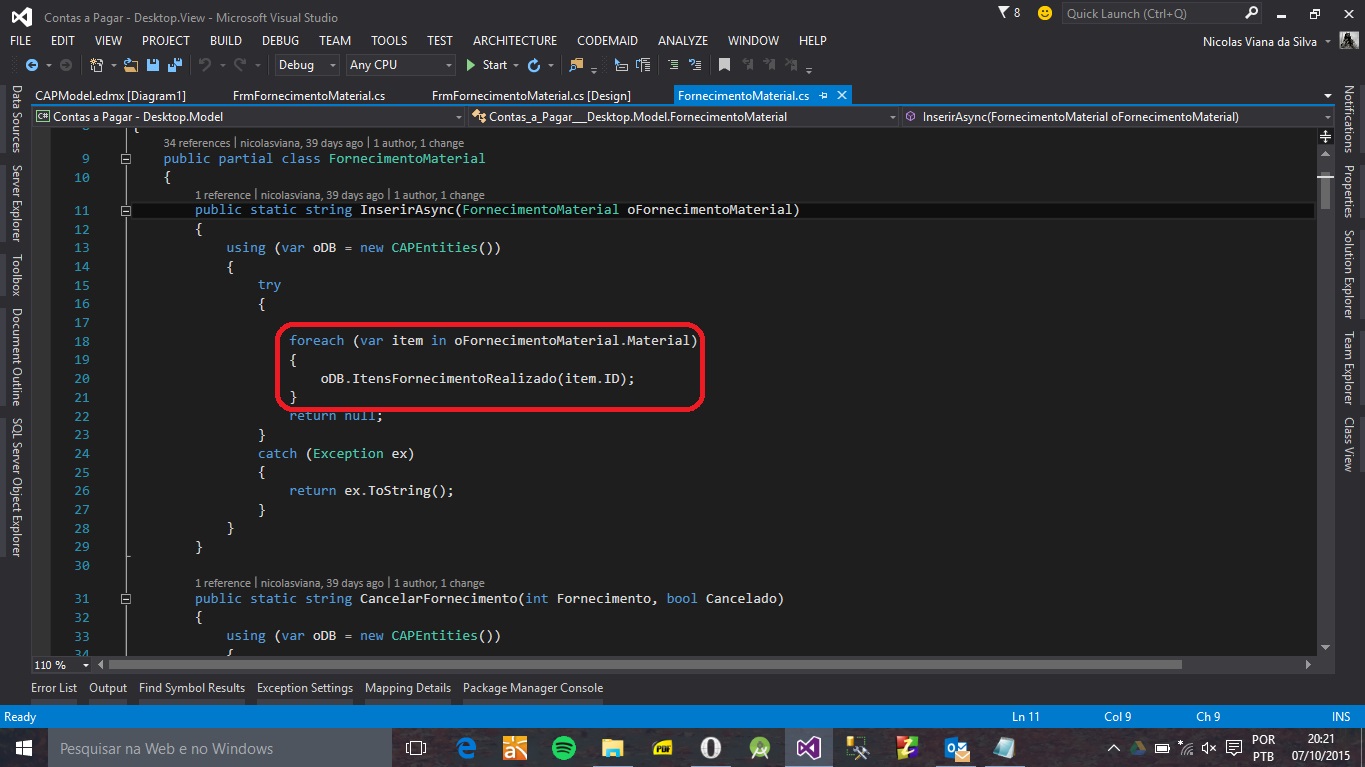 Contas a Pagar - Desktop.View - Microsoft Visual Studio
8
Quick Launch (Ctrl+Q)
FILE EDIT VIEW PROJECT BUILD DEBUG TEAM TOOLS TEST ARCHITECTURE CODEMAID ANALYZE WINDOW HELP
Nicolas Viana da Silva
Debug Any CPU Start
CAPModel.edmx [Diagram1] FrmFornecimentoMaterial.cs FrmFornecimentoMaterial.cs [Design] FornecimentoMaterial.cs
Contas a Pagar - Desktop.Model Contas_a_Pagar___Desktop.Model.FornecimentoMaterial InserirAsync(FornecimentoMaterial oFornecimentoMaterial)
Data Sources
Server Explorer
Toolbox
Document Outline
SQL Server Object Explorer
8 {
34 references | nicolasviana, 39 days ago | 1 author, 1 change
9 public partial class FornecimentoMaterial
10 {
1 reference | nicolasviana, 39 days ago | 1 author, 1 change
11 public static string InserirAsync(FornecimentoMaterial oFornecimentoMaterial)
12 {
13 using (var oDB = new CAPEntities())
14 {
15 try
16 {
17
18 foreach (var item in oFornecimentoMaterial.Material)
19 {
20 oDB.ItensFornecimentoRealizado(item.ID);
21 }
22 return null;
23 }
24 catch (Exception ex)
25 {
26 return ex.ToString();
27 }
28 }
29 }
30
1 reference | nicolasviana, 39 days ago | 1 author, 1 change
31 public static string CancelarFornecimento(int Fornecimento, bool Cancelado)
32 {
33 using (var oDB = new CAPEntities())
34 {
Notifications
Properties
Solution Explorer
Team Explorer
Class View
110 %
Error List Output Find Symbol Results Exception Settings Mapping Details Package Manager Console
Ready Ln 11 Col 9 Ch 9 INS
Pesquisar na Web e no Windows
PDF
POR
PTB
20:21
07/10/2015